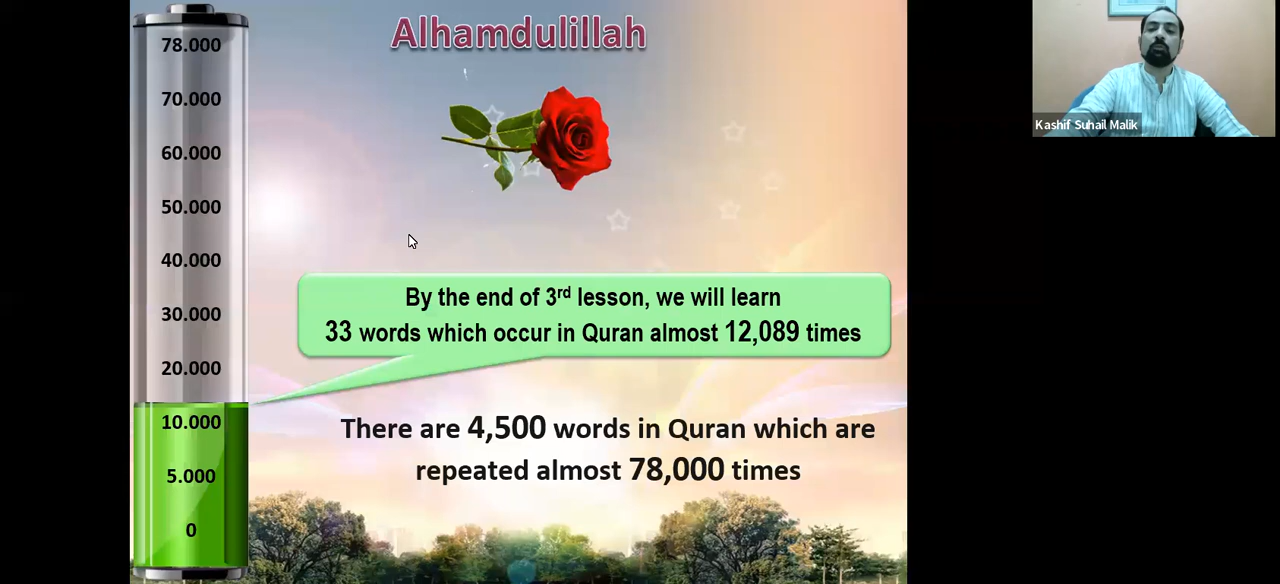 Alhamdulillah
78.000
70.000
60.000
50.000
40.000
30.000
20.000
10.000
5.000
0
By the end of 3rd lesson, we will learn
33 words which occur in Quran almost 12,089 times
There are 4,500 words in Quran which are
repeated almost 78,000 times
Kashif Suhail Malik